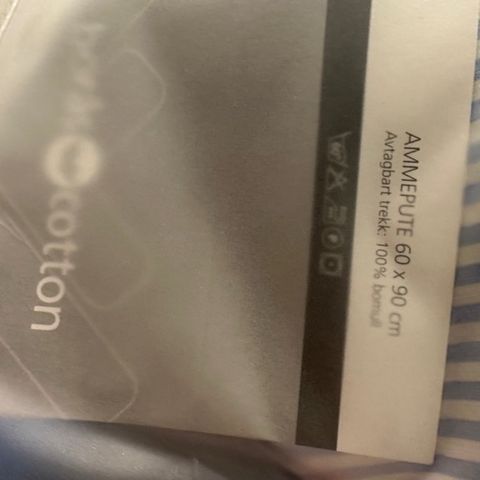 cotton
AMMEPUTE 60 x 90 cm
Avtagbart trekk: 100% bomull